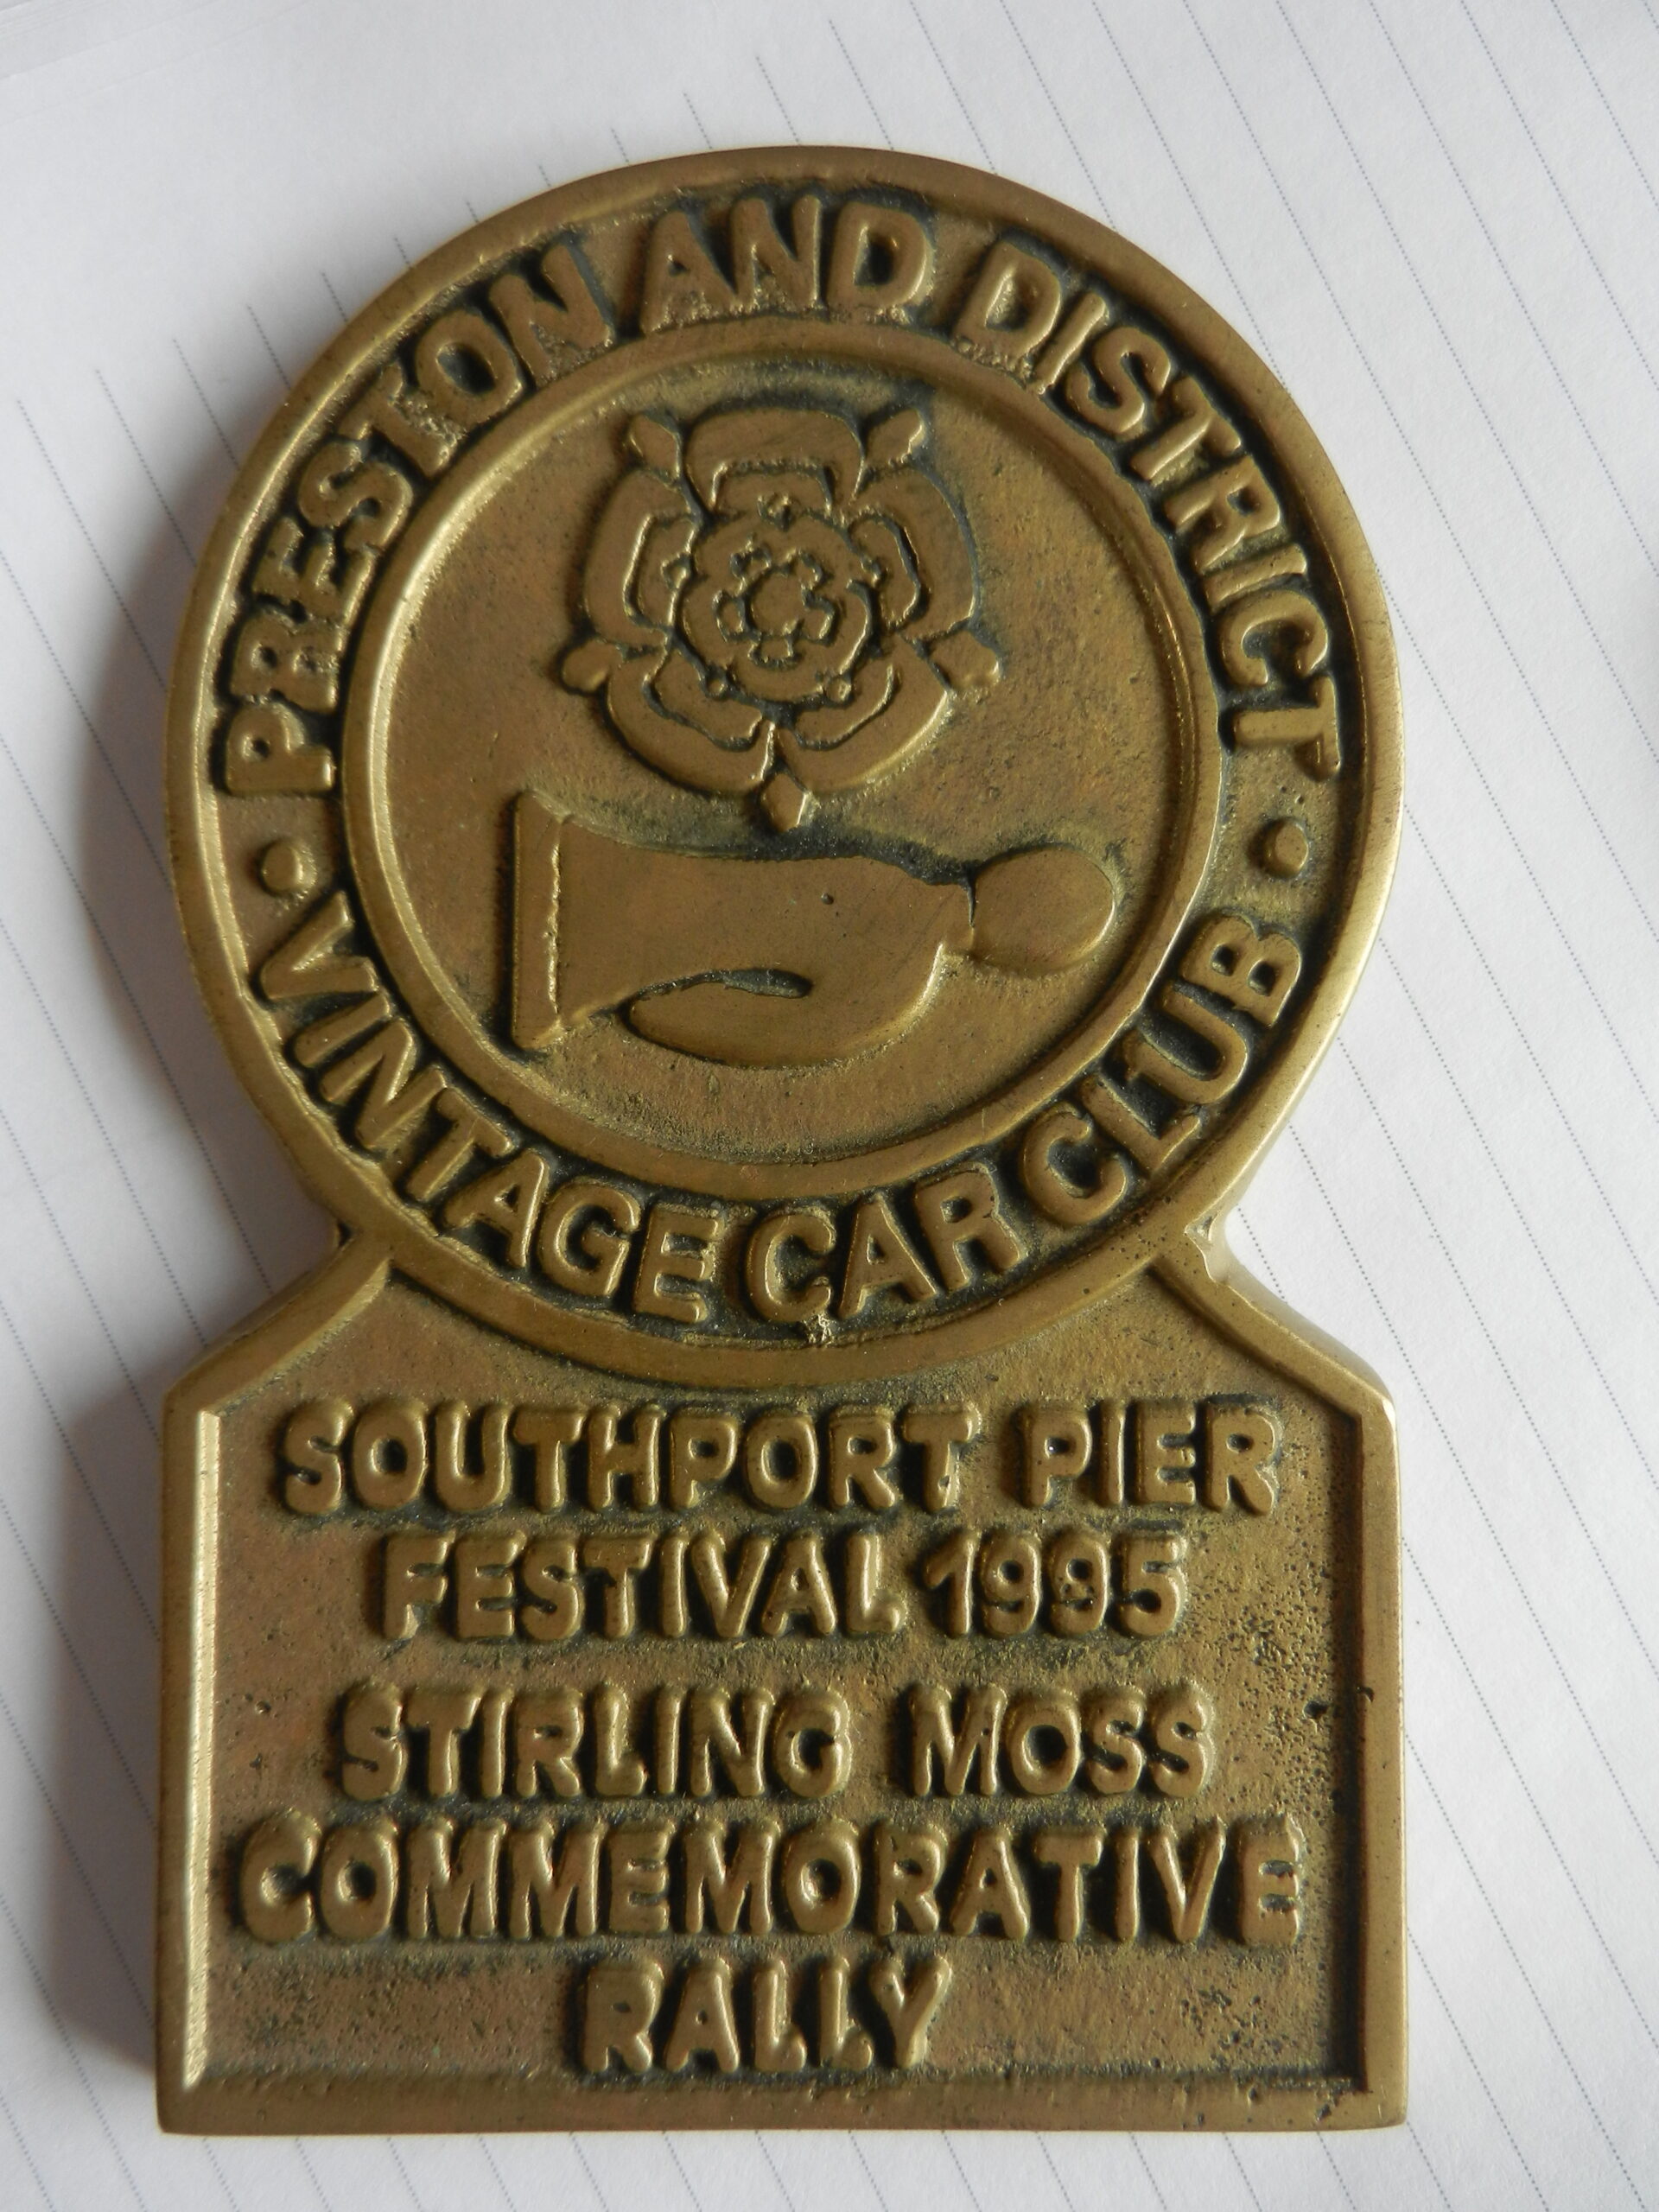 PRESTON AND DISTRICT
VINTAGE CAR CLUB
SOUTHPORT PIER
FESTIVAL 1995
STIRLING MOSS
COMMEMORATIVE
RALLY